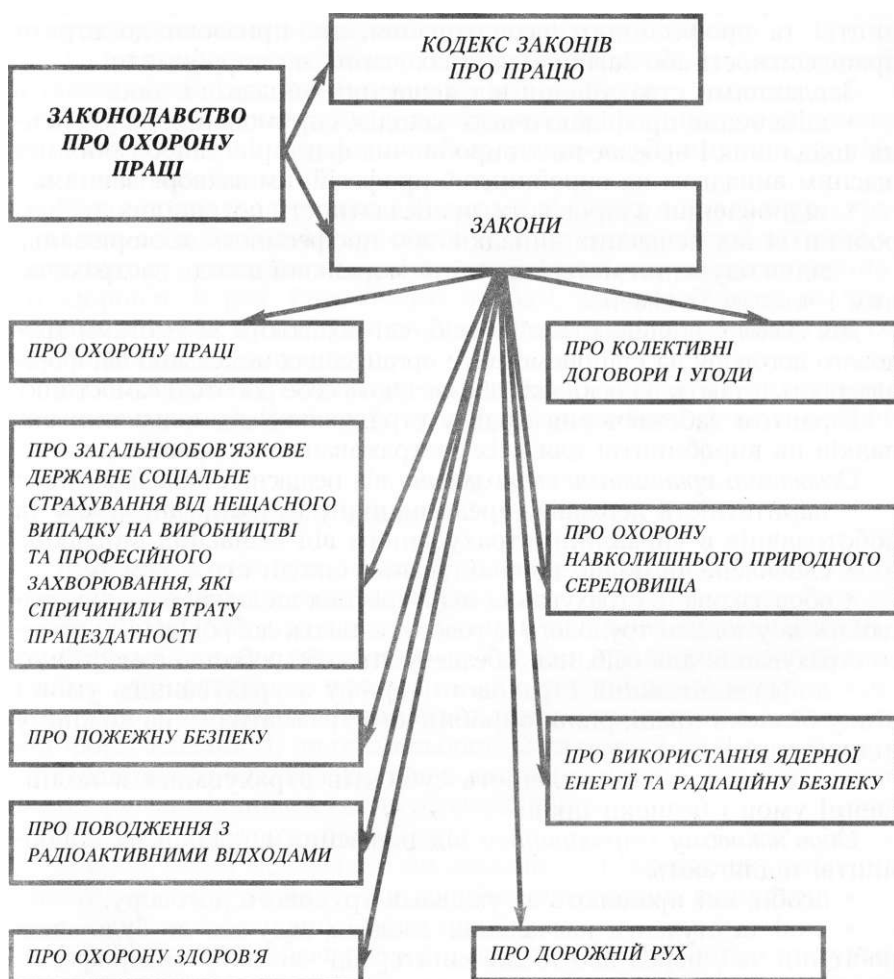 КОДЕКС ЗАКОНІВ
ПРО ПРАЦЮ
ЗАКОНОДАВСТВО
ПРО ОХОРОНУ
ПРАЦІ
ЗАКОНИ
ПРО ОХОРОНУ ПРАЦІ
ПРО КОЛЕКТИВНІ
ДОГОВОРИ І УГОДИ
ПРО ЗАГАЛЬНООБОВ'ЯЗКОВЕ
ДЕРЖАВНЕ СОЦІАЛЬНЕ
СТРАХУВАННЯ ВІД НЕЩАСНОГО
ВИПАДКУ НА ВИРОБНИЦТВІ
ТА ПРОФЕСІЙНОГО
ЗАХВОРЮВАННЯ, ЯКІ
СПРИЧИНИЛИ ВТРАТУ
ПРАЦЕЗДАТНОСТІ
ПРО ОХОРОНУ
НАВКОЛИШНЬОГО ПРИРОДНОГО
СЕРЕДОВИЩА
ПРО ПОЖЕЖНУ БЕЗПЕКУ
ПРО ВИКОРИСТАННЯ ЯДЕРНОЇ
ЕНЕРГІЇ ТА РАДІАЦІЙНУ БЕЗПЕКУ
ПРО ПОВОДЖЕННЯ З
РАДІОАКТИВНИМИ ВІДХОДАМИ
ПРО ОХОРОНУ ЗДОРОВ'Я
ПРО ДОРОЖНІЙ РУХ